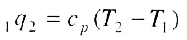 ₁q₂ = cₚ(T₂ − T₁)